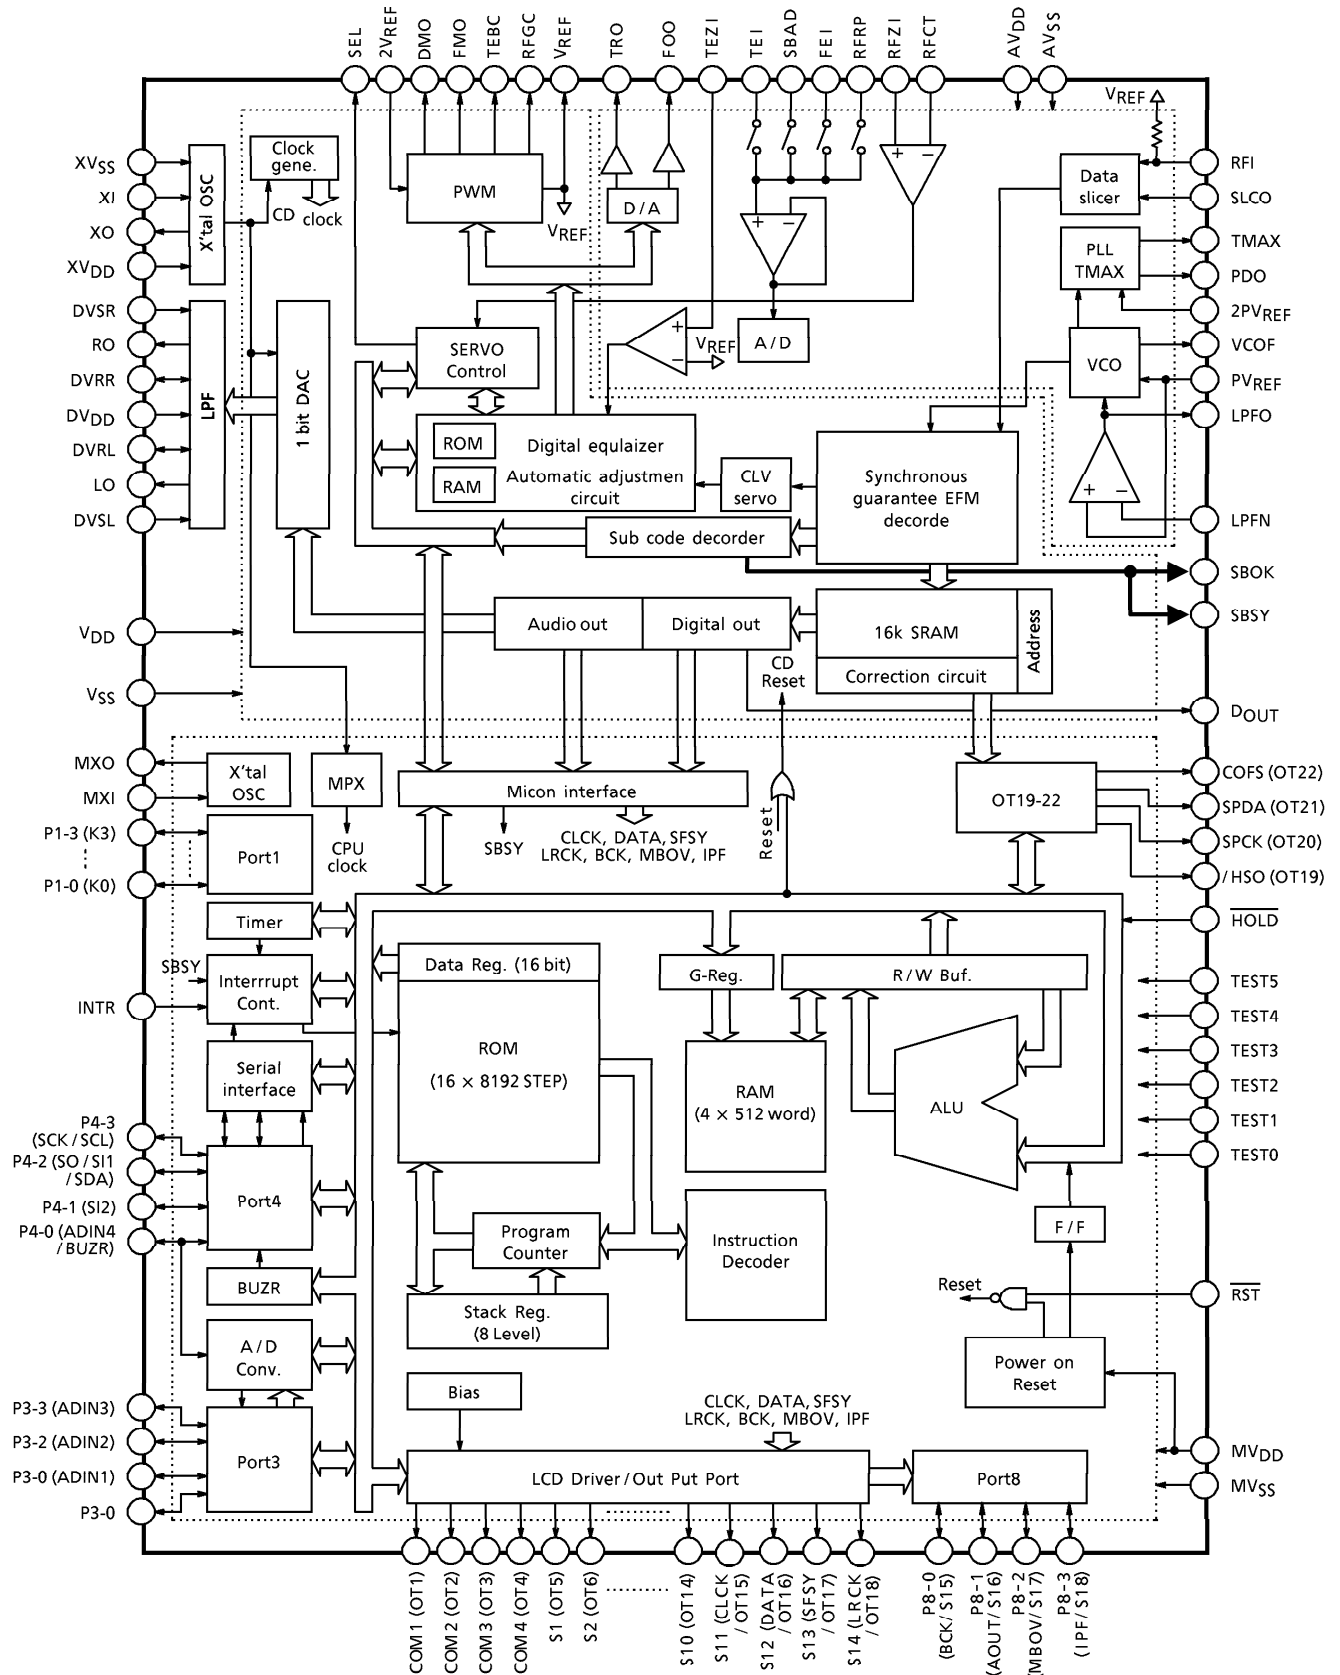 SEL
2VREF
DMO
FMO
TEBC
RFGC
VREF
TRO
FOO
TEZI
TEI
SBAD
FEI
RFRP
RFZI
RFCT
AVDD
AVSS
XVSS
XI
XO
XVDD
DVSR
RO
DVRR
DVDD
DVRL
LO
DVSL
VDD
VSS
MXO
MXI
P1-3 (K3)
P1-0 (K0)
INTR
P4-3
(SCK / SCL)
P4-2 (SO / SI1
/ SDA)
P4-1 (SI2)
P4-0 (ADIN4
/ BUZR)
P3-3 (ADIN3)
P3-2 (ADIN2)
P3-0 (ADIN1)
P3-0
X'tal OSC
Clock
gene.
CD clock
PWM
VREF
D / A
+ −
+ −
VREF
Data
slicer
PLL
TMAX
VCO
+ −
LPF
1 bit DAC
SERVO
Control
+
−
VREF
A / D
ROM
RAM
Digital equlaizer
Automatic adjustmen
circuit
CLV
servo
Synchronous
guarantee EFM
decorde
Sub code decorder
Audio out
Digital out
16k SRAM
Correction circuit
Address
CD
Reset
X'tal
OSC
MPX
CPU
clock
Micon interface
SBSY
CLCK, DATA, SFSY
LRCK, BCK, MBOV, IPF
Reset
OT19-22
Port1
Timer
SBSY
Interrrupt
Cont.
Serial
interface
Port4
BUZR
A / D
Conv.
Port3
Data Reg. (16 bit)
ROM
(16 × 8192 STEP)
G-Reg.
R / W Buf.
RAM
(4 × 512 word)
ALU
Program
Counter
Stack Reg.
(8 Level)
Instruction
Decoder
F / F
Reset
Power on
Reset
Bias
CLCK, DATA, SFSY
LRCK, BCK, MBOV, IPF
LCD Driver / Out Put Port
Port8
RFI
SLCO
TMAX
PDO
2PVREF
VCOF
PVREF
LPFO
LPFN
SBOK
SBSY
DOUT
COFS (OT22)
SPDA (OT21)
SPCK (OT20)
/ HSO (OT19)
HOLD
TEST5
TEST4
TEST3
TEST2
TEST1
TEST0
RST
MVDD
MVSS
COM1 (OT1)
COM2 (OT2)
COM3 (OT3)
COM4 (OT4)
S1 (OT5)
S2 (OT6)
S10 (OT14)
S11 (CLCK
/ OT15)
S12 (DATA
/ OT16)
S13 (SFSY
/ OT17)
S14 (LRCK
/ OT18)
P8-0
(BCK / S15)
P8-1
(AOUT / S16)
P8-2
(MBOV / S17)
P8-3
(IPF / S18)